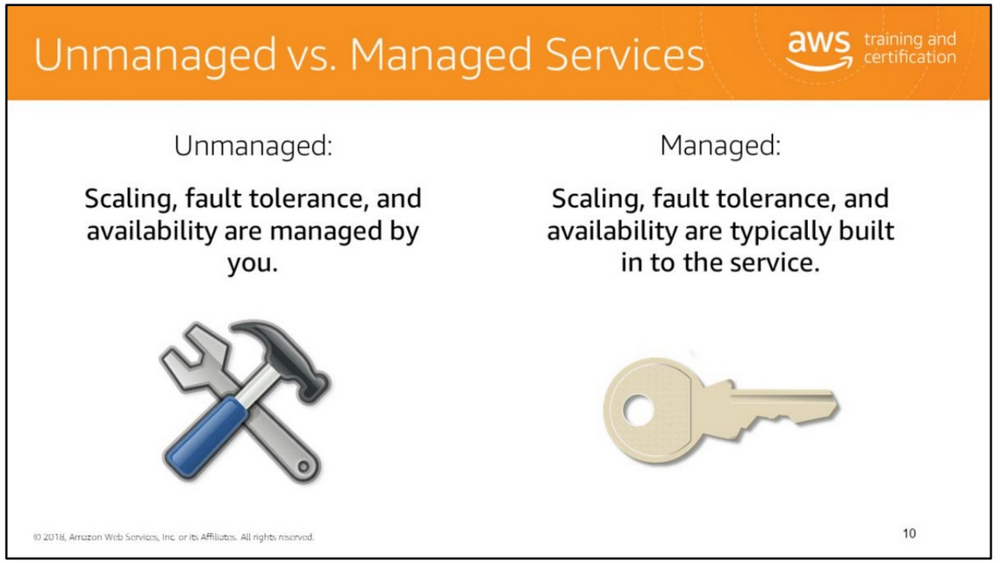 Unmanaged vs. Managed Services
aws training and
certification
Unmanaged:
Scaling, fault tolerance, and
availability are managed by
you.
Managed:
Scaling, fault tolerance, and
availability are typically built
in to the service.
© 2018, Amazon Web Services, Inc. or its Affiliates. All rights reserved.
10